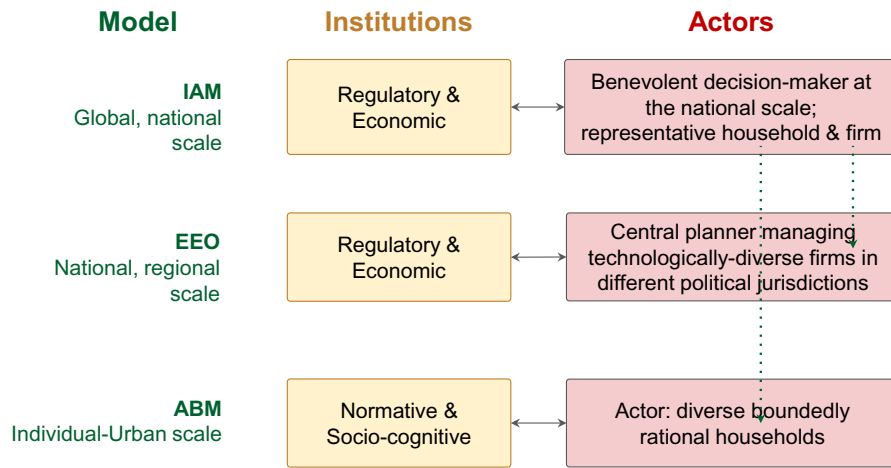 Model
Institutions
Actors
IAM
Global, national
scale
Regulatory &
Economic
Benevolent decision-maker at
the national scale;
representative household & firm
EEO
National, regional
scale
Regulatory &
Economic
Central planner managing
technologically-diverse firms in
different political jurisdictions
ABM
Individual-Urban scale
Normative &
Socio-cognitive
Actor: diverse boundedly
rational households